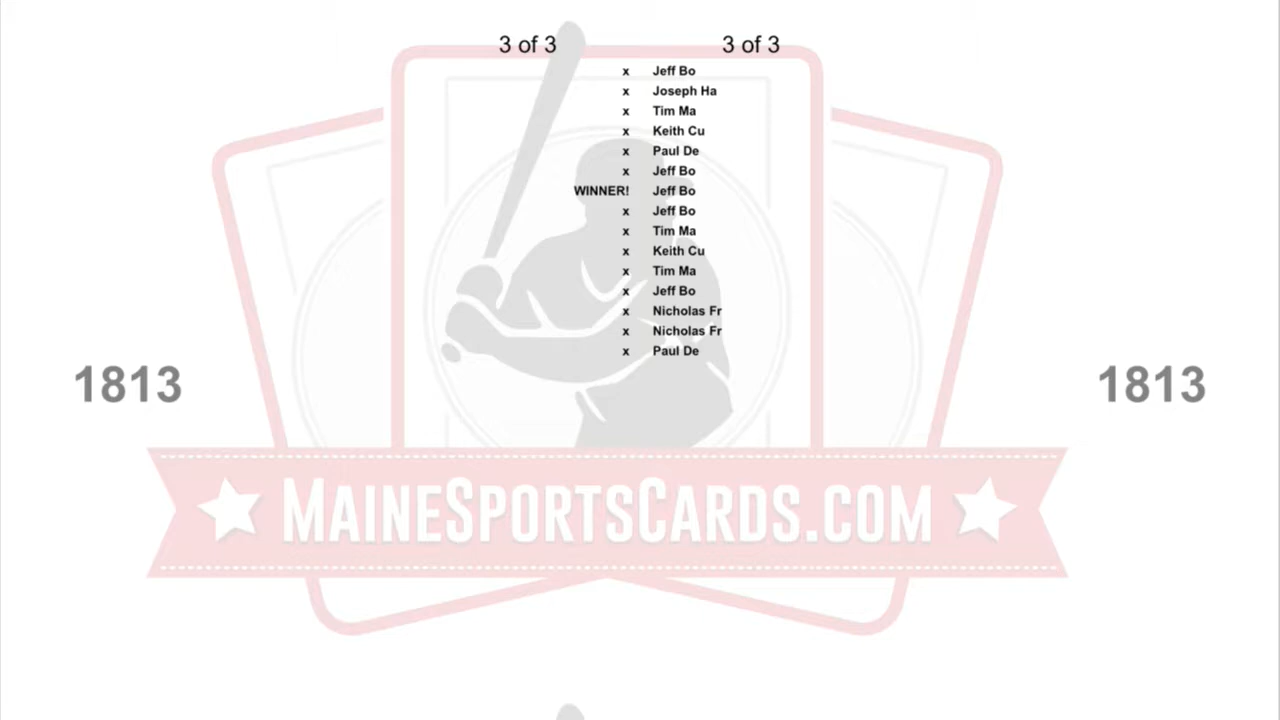 3 of 3 3 of 3
x Jeff Bo
x Joseph Ha
x Tim Ma
x Keith Cu
x Paul De
x Jeff Bo
WINNER! Jeff Bo
x Jeff Bo
x Tim Ma
x Keith Cu
x Tim Ma
x Jeff Bo
x Nicholas Fr
x Nicholas Fr
x Paul De
1813 1813
MAINESPORTSCARDS.COM